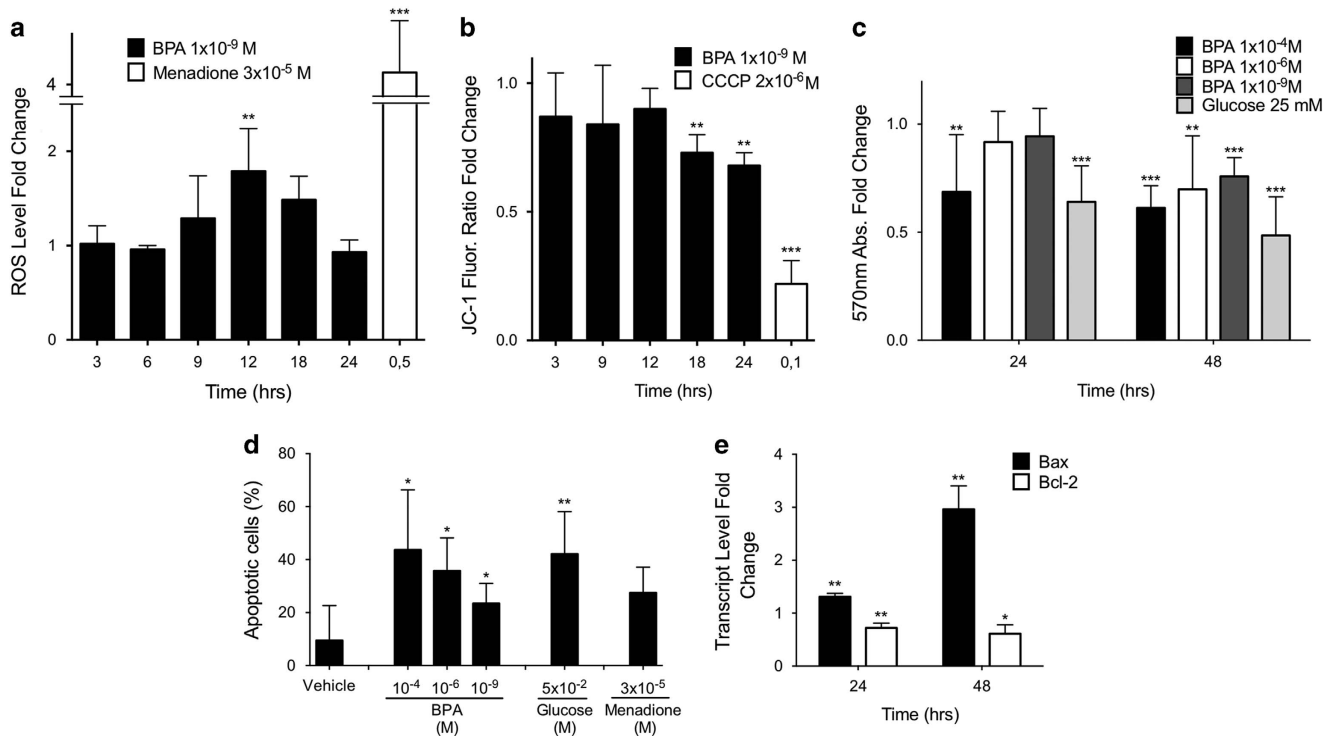 a
BPA 1x10⁻⁹ M
Menadione 3x10⁻⁵ M
ROS Level Fold Change
4
2
1
0
***
**
3 6 9 12 18 24 0,5
Time (hrs)
b
BPA 1x10⁻⁹ M
CCCP 2x10⁻⁶M
JC-1 Fluor. Ratio Fold Change
1.0
0.5
0.0
** ** ***
3 9 12 18 24 0,1
Time (hrs)
c
BPA 1x10⁻⁴M
BPA 1x10⁻⁶M
BPA 1x10⁻⁹M
Glucose 25 mM
570nm Abs. Fold Change
1.0
0.5
0.0
** *** *** ** *** ***
24 48
Time (hrs)
d
Apoptotic cells (%)
80
60
40
20
0
* * * **
Vehicle 10⁻⁴ 10⁻⁶ 10⁻⁹ 5x10⁻² 3x10⁻⁵
BPA Glucose Menadione
(M) (M) (M)
e
Bax
Bcl-2
Transcript Level Fold
Change
4
3
2
1
0
** ** ** *
24 48
Time (hrs)